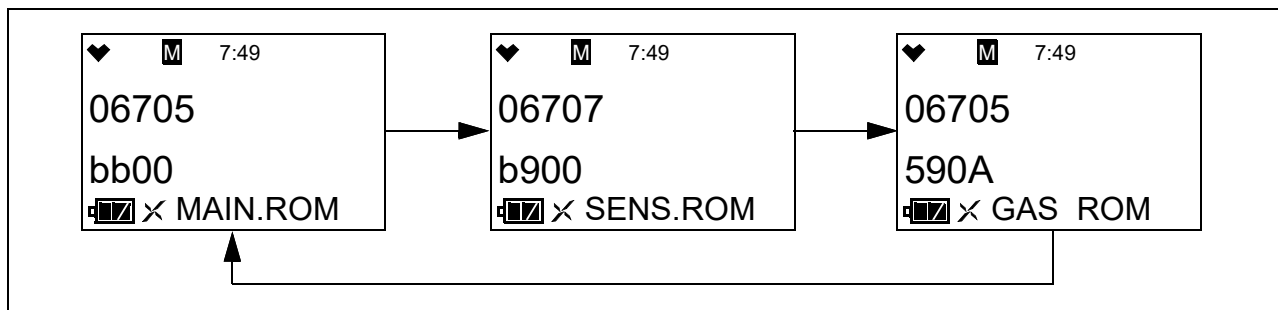 M 7:49
06705
bb00
MAIN.ROM
M 7:49
06707
b900
SENS.ROM
M 7:49
06705
590A
GAS ROM